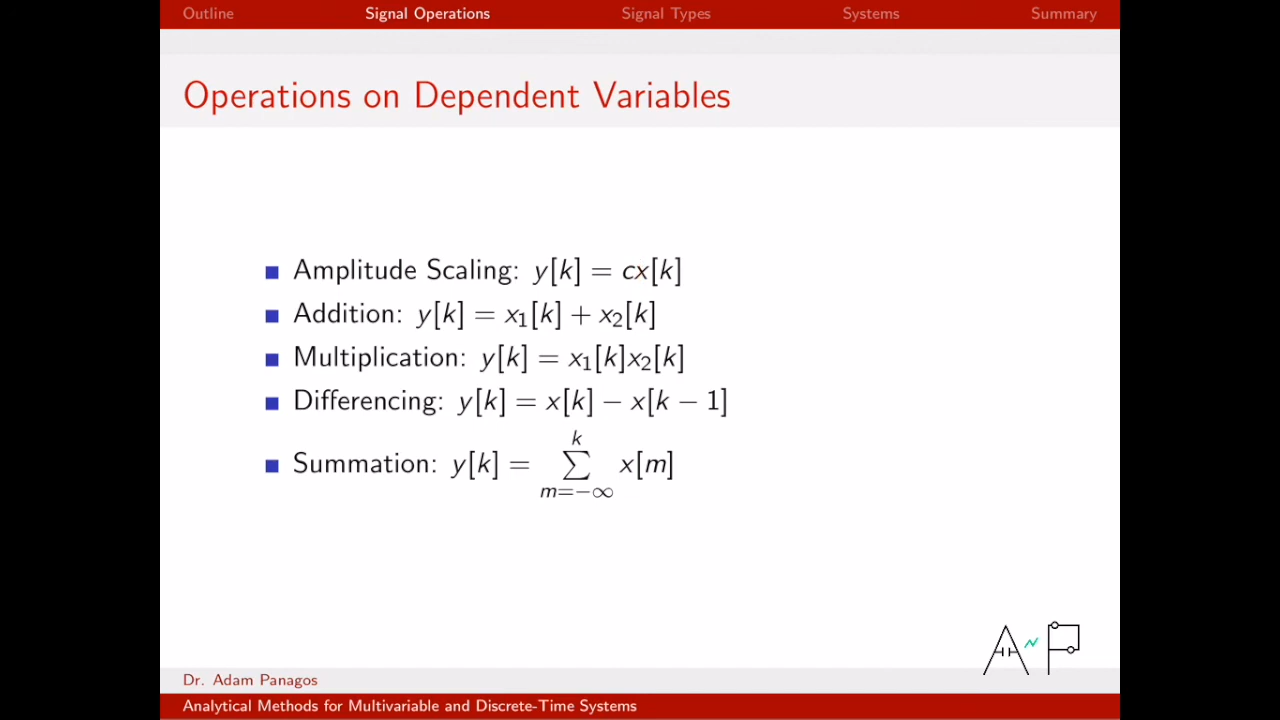 Outline Signal Operations Signal Types Systems Summary
Operations on Dependent Variables
Amplitude Scaling: y[k] = cx[k]
Addition: y[k] = x₁[k] + x₂[k]
Multiplication: y[k] = x₁[k]x₂[k]
Differencing: y[k] = x[k] − x[k − 1]
Summation: y[k] = ∑_{m=−∞}^{k} x[m]
AP
Dr. Adam Panagos
Analytical Methods for Multivariable and Discrete-Time Systems